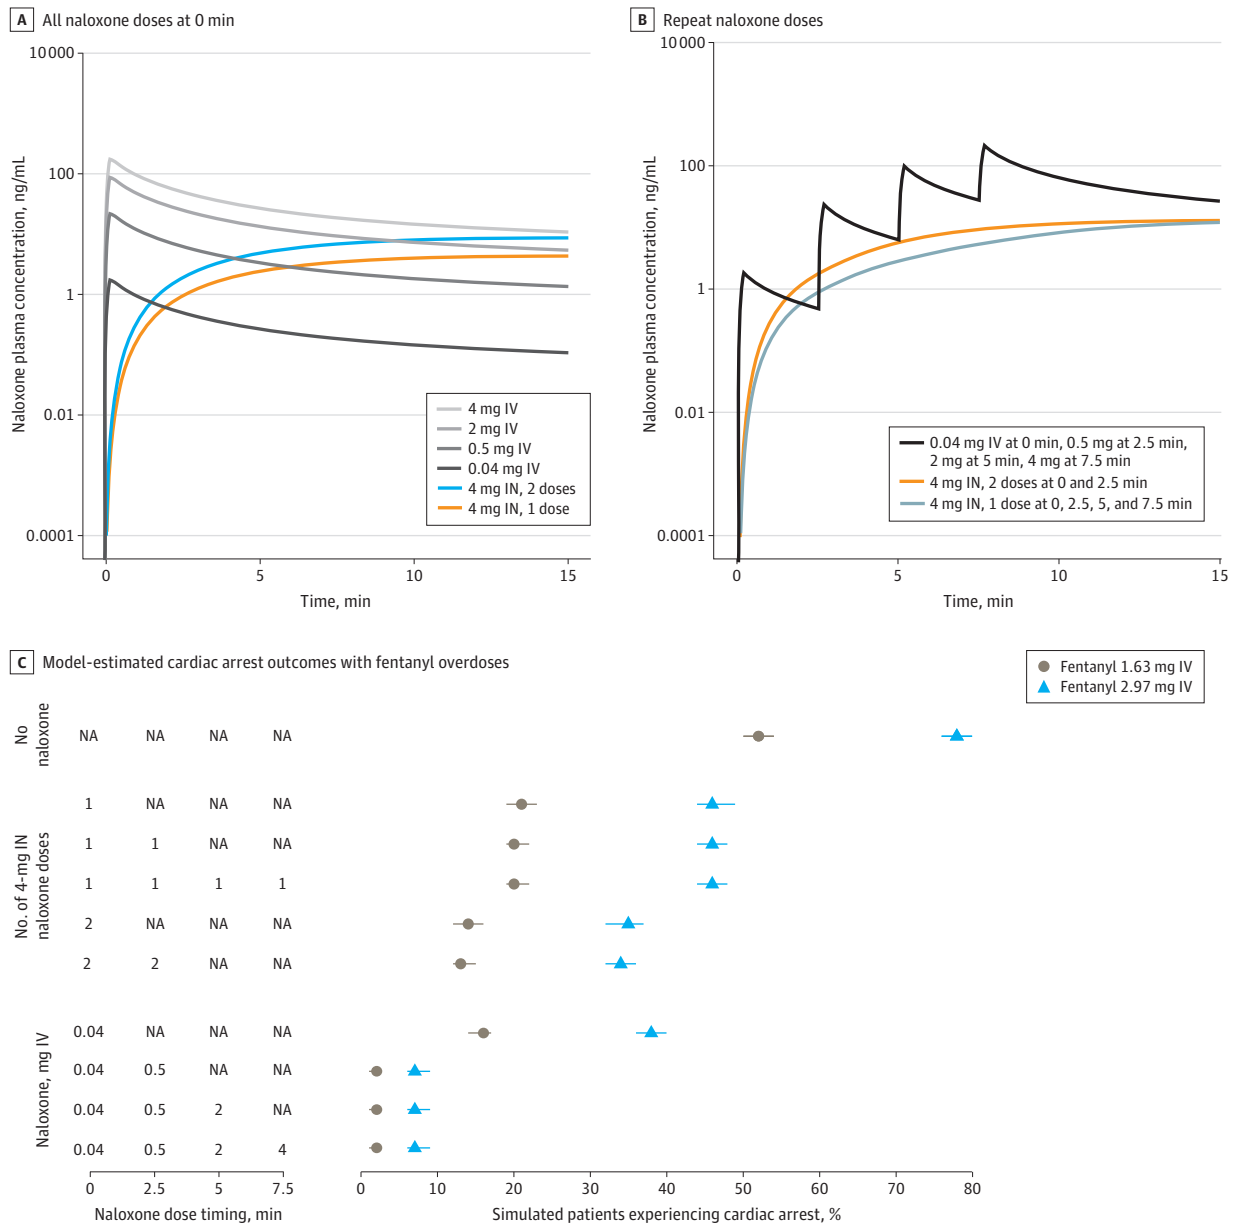 A All naloxone doses at 0 min
Naloxone plasma concentration, ng/mL
10 000
100
1
0.01
0.0001
4 mg IV
2 mg IV
0.5 mg IV
0.04 mg IV
4 mg IN, 2 doses
4 mg IN, 1 dose
0 5 10 15
Time, min
B Repeat naloxone doses
Naloxone plasma concentration, ng/mL
10 000
100
1
0.01
0.0001
0.04 mg IV at 0 min, 0.5 mg at 2.5 min,
2 mg at 5 min, 4 mg at 7.5 min
4 mg IN, 2 doses at 0 and 2.5 min
4 mg IN, 1 dose at 0, 2.5, 5, and 7.5 min
0 5 10 15
Time, min
C Model-estimated cardiac arrest outcomes with fentanyl overdoses
Fentanyl 1.63 mg IV
Fentanyl 2.97 mg IV
No
naloxone
NA NA NA NA
No. of 4-mg IN
naloxone doses
1 NA NA NA
1 1 NA NA
1 1 1 1
2 NA NA NA
2 2 NA NA
Naloxone, mg IV
0.04 NA NA NA
0.04 0.5 NA NA
0.04 0.5 2 NA
0.04 0.5 2 4
0 2.5 5 7.5
Naloxone dose timing, min
0 10 20 30 40 50 60 70 80
Simulated patients experiencing cardiac arrest, %